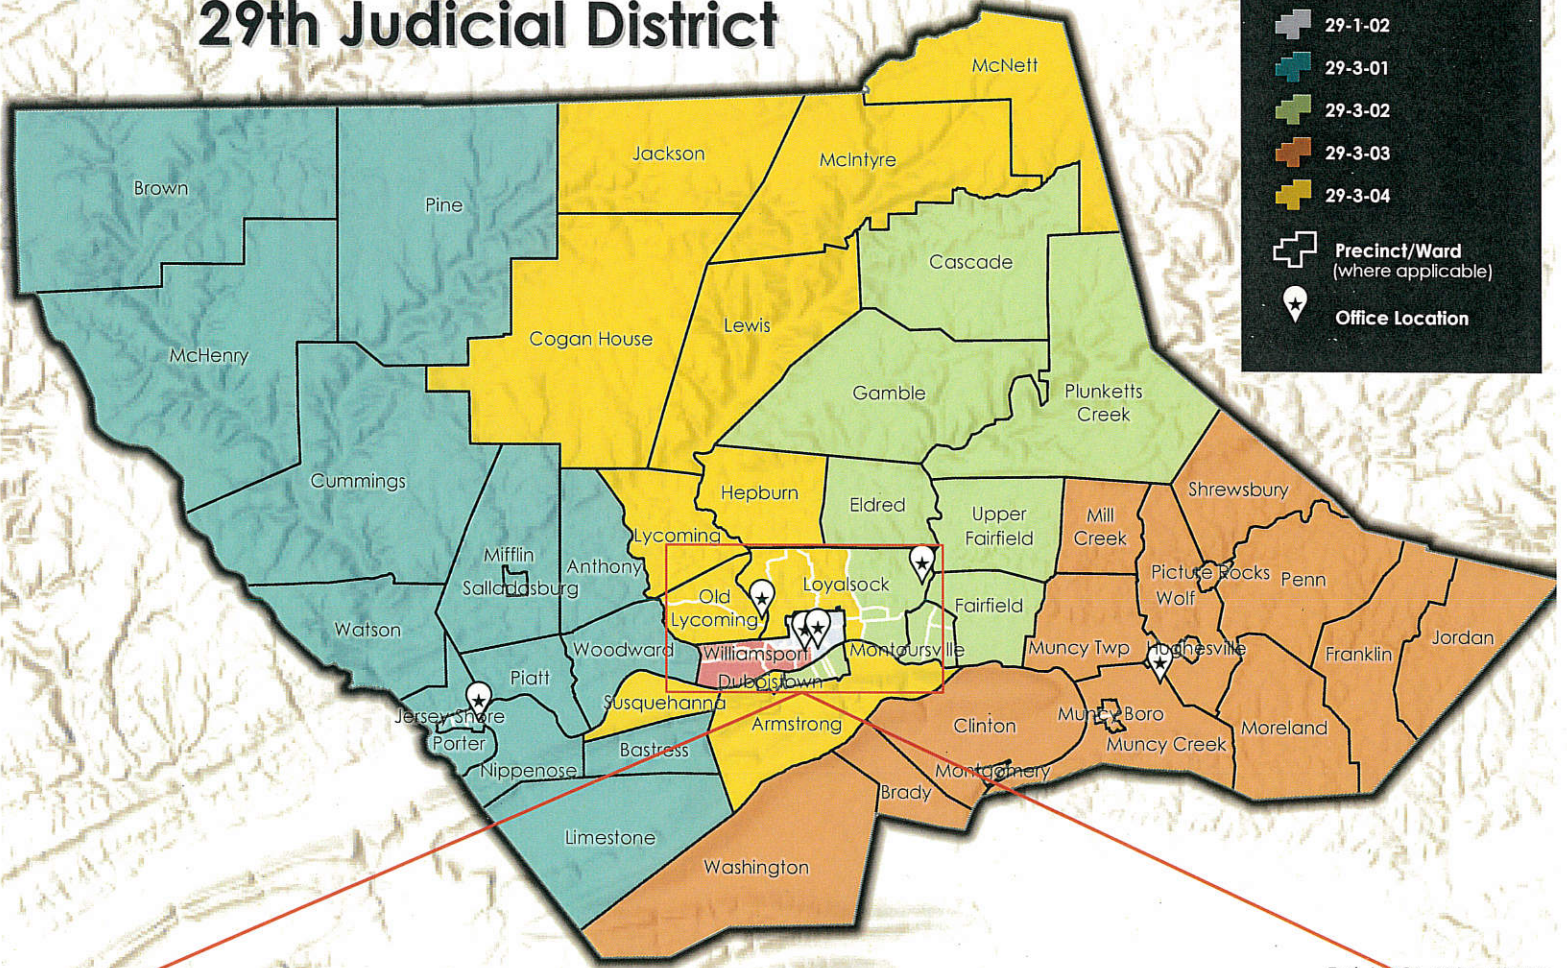 29th Judicial District
29-1-02
29-3-01
29-3-02
29-3-03
29-3-04
Precinct/Ward
(where applicable)
Office Location
McNett
Jackson
McIntyre
Brown
Pine
Cascade
Cogan House
Lewis
McHenry
Gamble
Plunketts
Creek
Cummings
Hepburn
Eldred
Shrewsbury
Upper
Fairfield
Mill
Creek
Lycoming
Mifflin
Salladasburg
Anthony
Loyalsock
Picture Rocks
Wolf
Penn
Old
Lycoming
Fairfield
Watson
Woodward
Williamsport
Montoursville
Muncy Twp
Hughesville
Franklin
Jordan
Piatt
Duboistown
Susquehanna
Jersey Shore
Armstrong
Clinton
Muncy Boro
Moreland
Porter
Bastress
Muncy Creek
Nippenose
Montgomery
Brady
Limestone
Washington